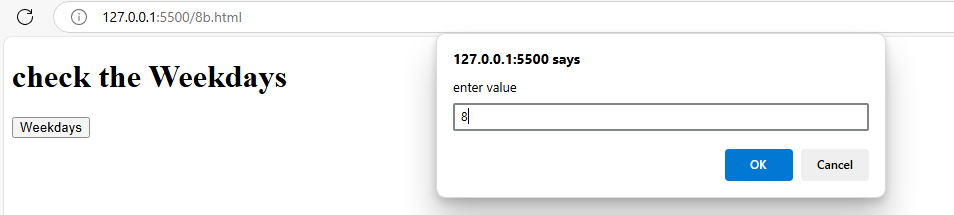 127.0.0.1:5500/8b.html
check the Weekdays
Weekdays
127.0.0.1:5500 says
enter value
8
OK Cancel